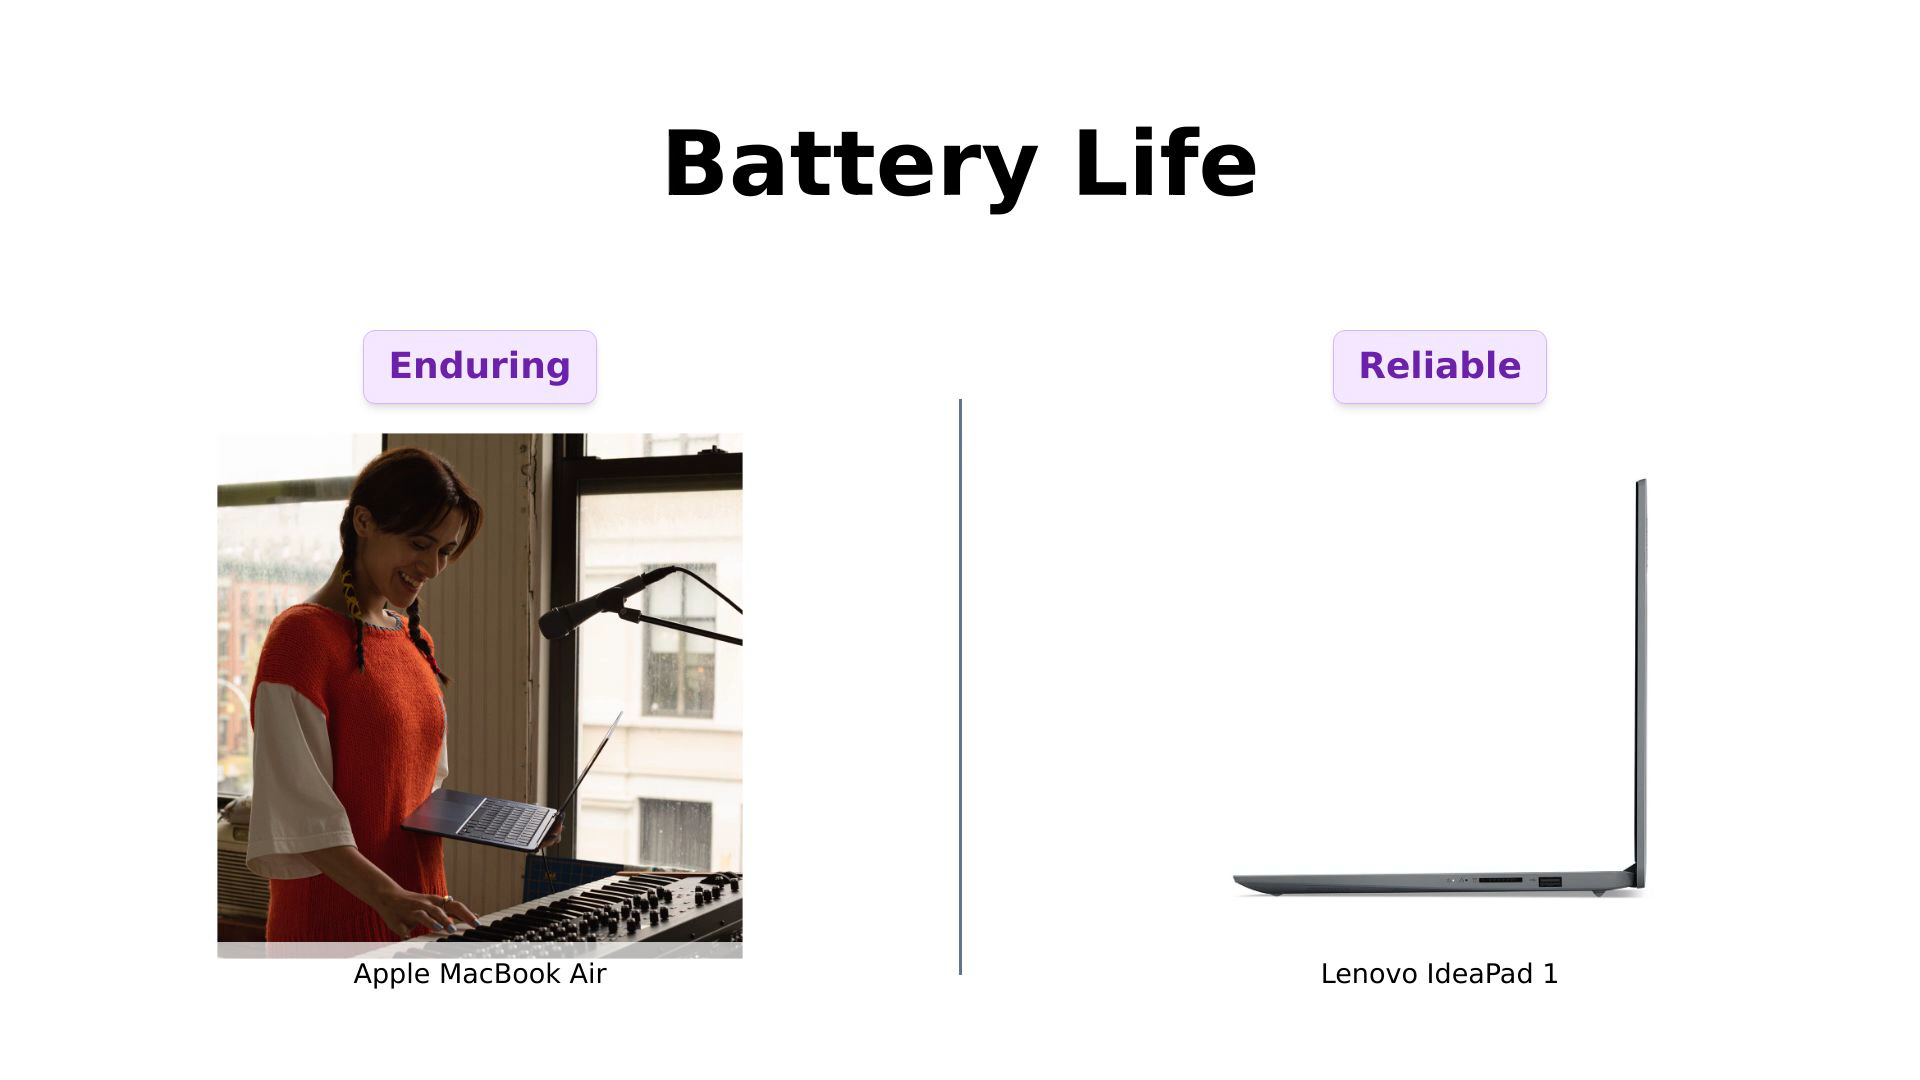 Battery Life
Enduring
Reliable
Apple MacBook Air
Lenovo IdeaPad 1